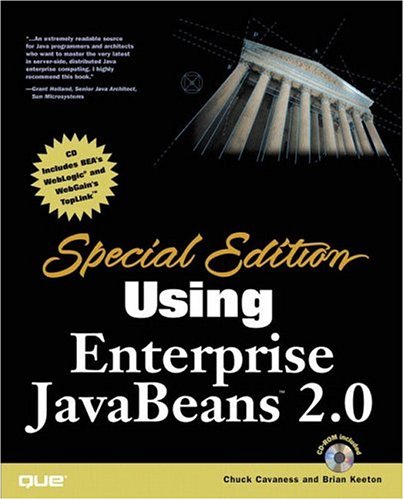 "...An extremely readable source
for Java programmers and architects
who want to master the very latest
in server-side, distributed Java
enterprise computing. I highly
recommend this book."
—Grant Holland, Senior Java Architect,
Sun Microsystems
CD
Includes BEA's
WebLogic® and
WebGain's
TopLink™
Special Edition
Using
Enterprise
JavaBeans™ 2.0
CD-ROM included
que®
Chuck Cavaness and Brian Keeton